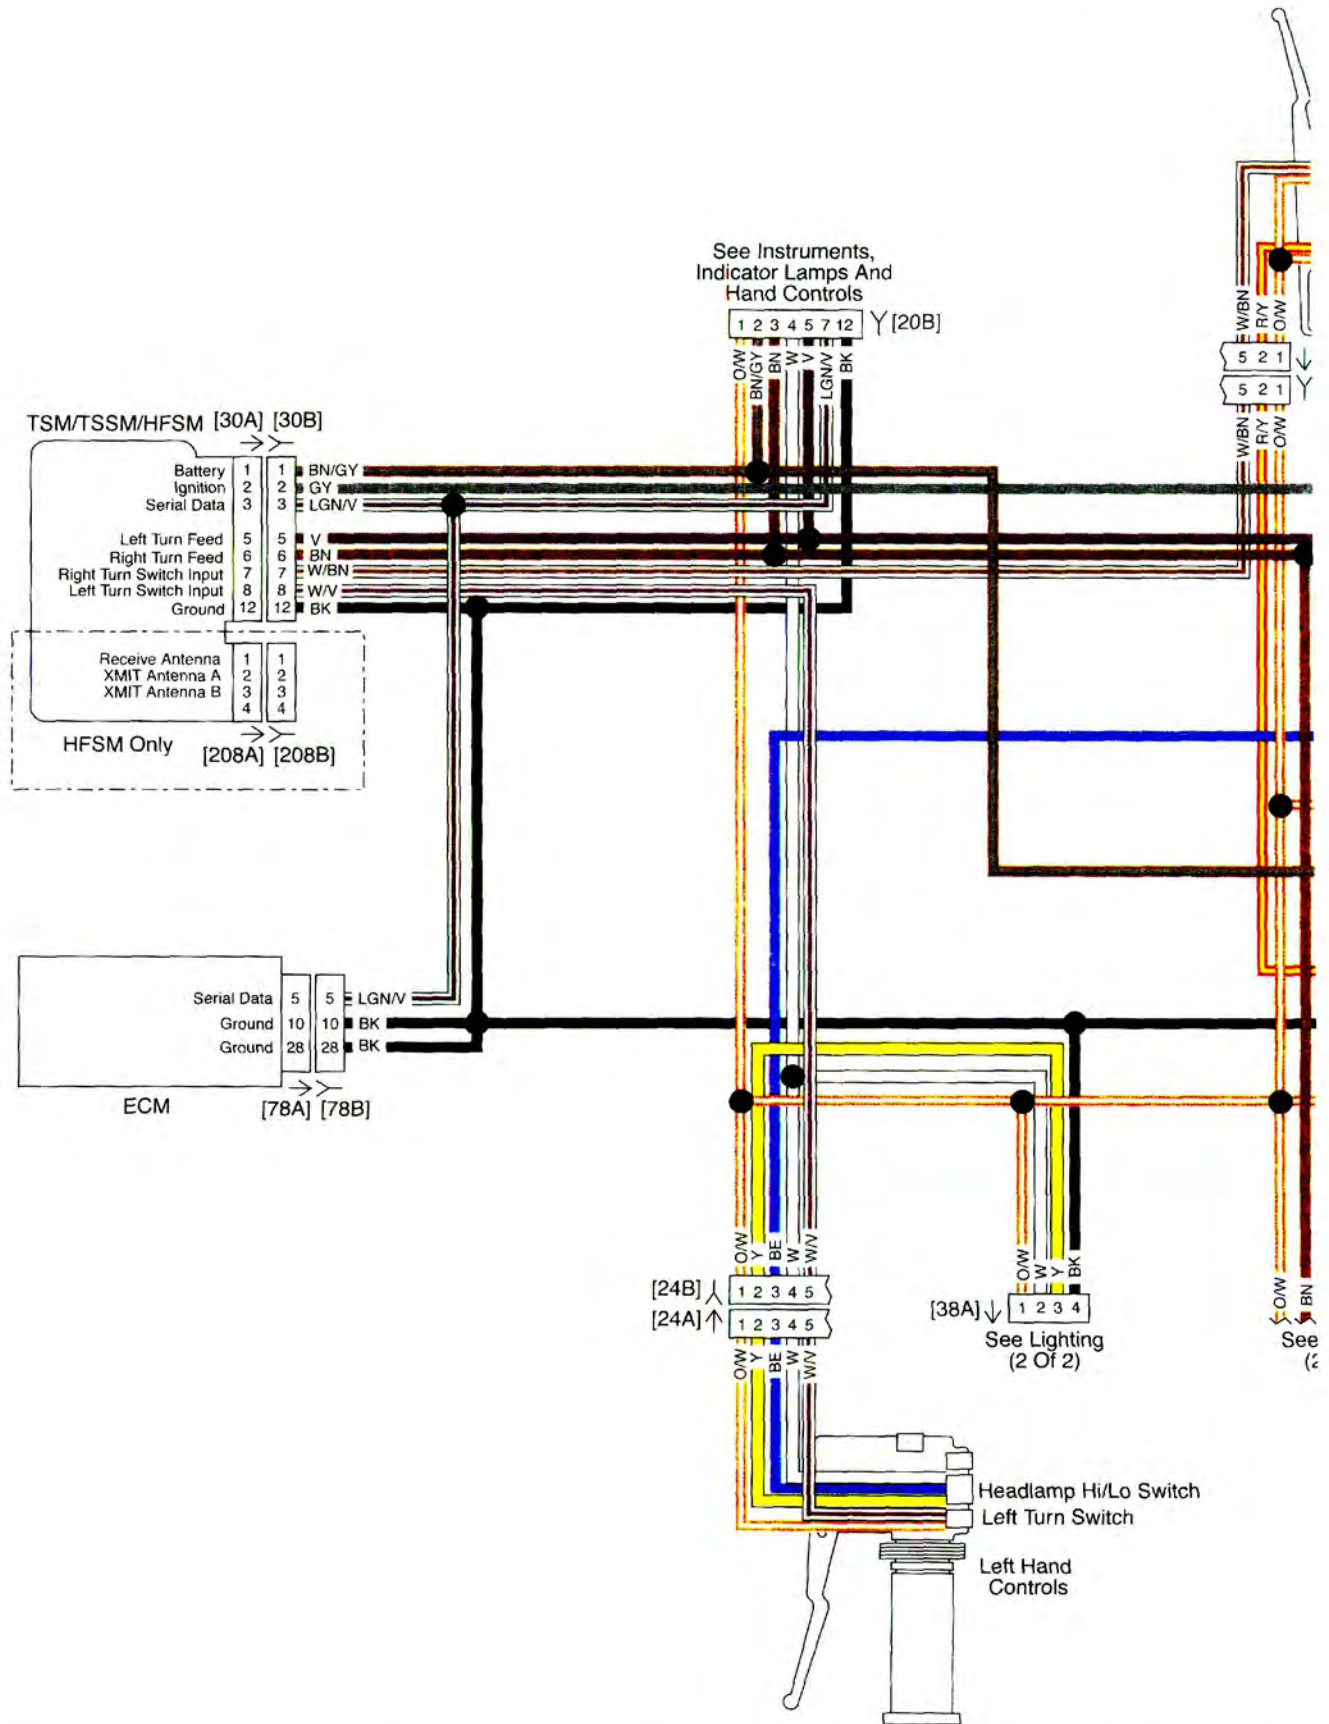 See Instruments,
Indicator Lamps And
Hand Controls
1 2 3 4 5 7 12 [20B]
O/W BN/GY BN W V LGN/V BK
W/BN R/Y O/W
5 2 1
5 2 1
W/BN R/Y O/W
TSM/TSSM/HFSM [30A] [30B]
Battery 1 1 BN/GY
Ignition 2 2 GY
Serial Data 3 3 LGN/V
Left Turn Feed 5 5 V
Right Turn Feed 6 6 BN
Right Turn Switch Input 7 7 W/BN
Left Turn Switch Input 8 8 W/V
Ground 12 12 BK
Receive Antenna 1 1
XMIT Antenna A 2 2
XMIT Antenna B 3 3
4 4
HFSM Only
[208A] [208B]
Serial Data 5 5 LGN/V
Ground 10 10 BK
Ground 28 28 BK
ECM
[78A] [78B]
O/W Y BE W W/V
[24B] 1 2 3 4 5
[24A] 1 2 3 4 5
O/W Y BE W W/V
O/W W Y BK
[38A] 1 2 3 4
See Lighting
(2 Of 2)
O/W BN
See
(2
Headlamp Hi/Lo Switch
Left Turn Switch
Left Hand
Controls